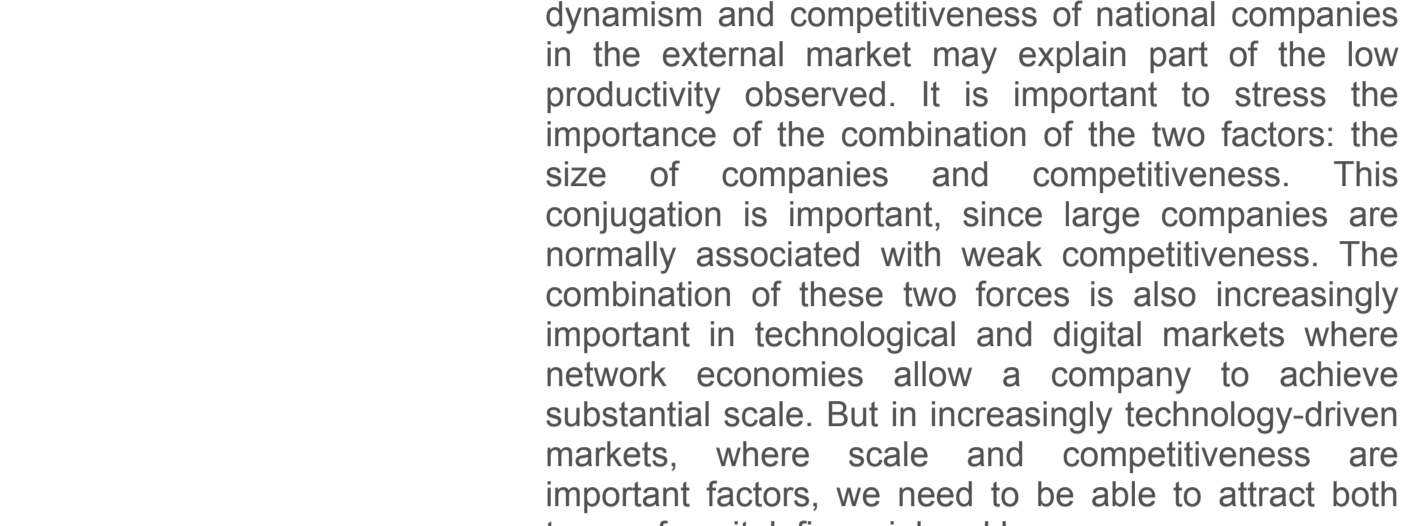 dynamism and competitiveness of national companies
in the external market may explain part of the low
productivity observed. It is important to stress the
importance of the combination of the two factors: the
size of companies and competitiveness. This
conjugation is important, since large companies are
normally associated with weak competitiveness. The
combination of these two forces is also increasingly
important in technological and digital markets where
network economies allow a company to achieve
substantial scale. But in increasingly technology-driven
markets, where scale and competitiveness are
important factors, we need to be able to attract both